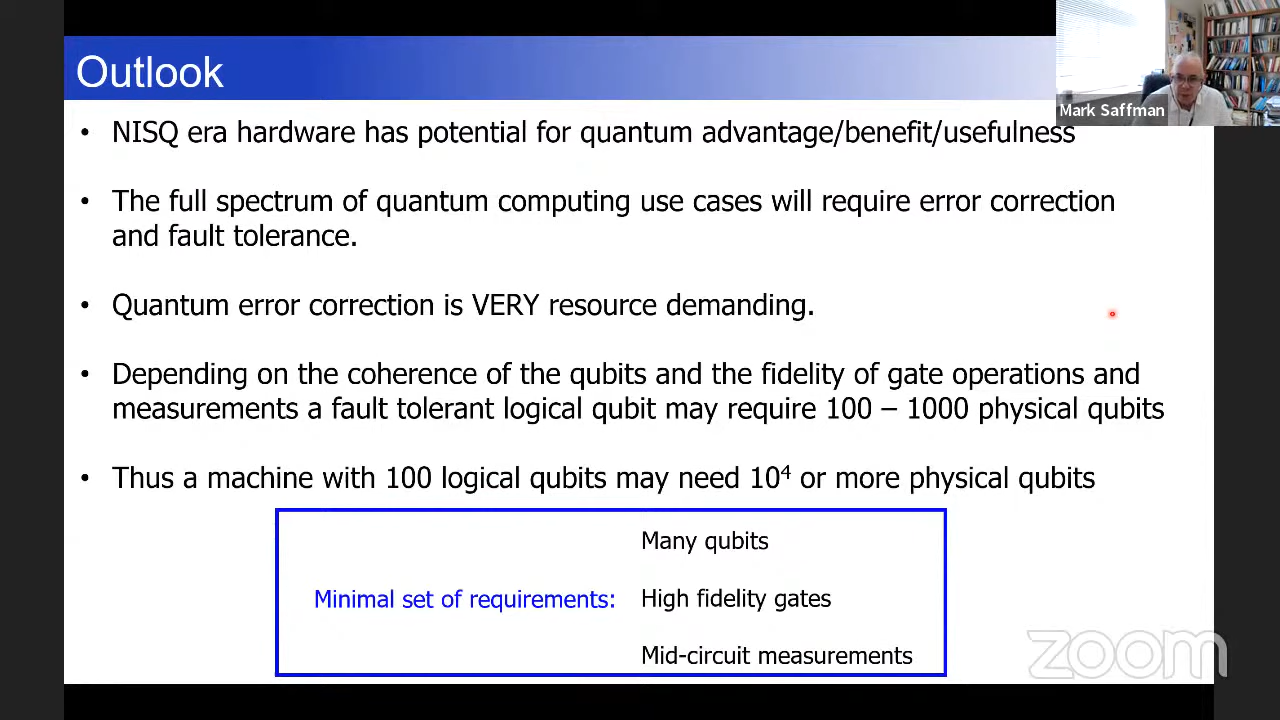 Outlook
Mark Saffman
• NISQ era hardware has potential for quantum advantage/benefit/usefulness
• The full spectrum of quantum computing use cases will require error correction
and fault tolerance.
• Quantum error correction is VERY resource demanding.
• Depending on the coherence of the qubits and the fidelity of gate operations and
measurements a fault tolerant logical qubit may require 100 – 1000 physical qubits
• Thus a machine with 100 logical qubits may need 10⁴ or more physical qubits
Many qubits
Minimal set of requirements: High fidelity gates
Mid-circuit measurements
zoom